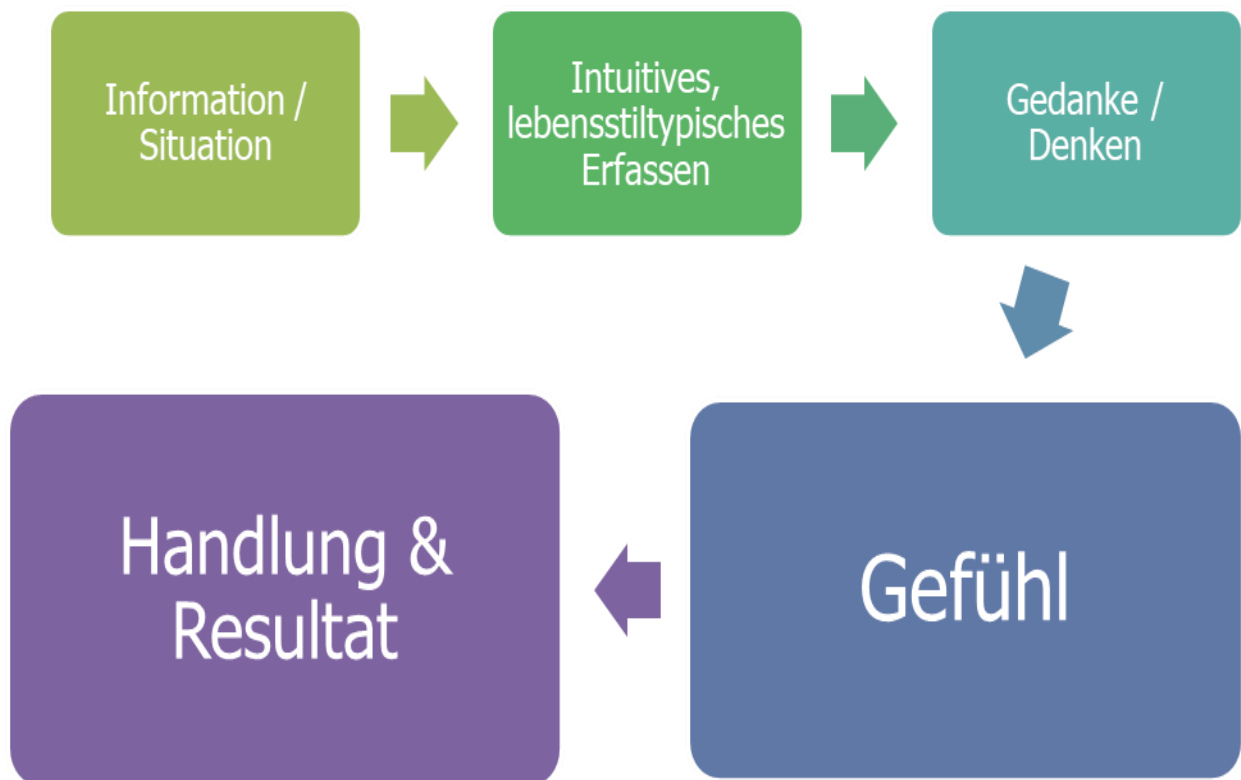 Information /
Situation
Intuitives,
lebensstiltypisches
Erfassen
Gedanke /
Denken
Gefühl
Handlung &
Resultat